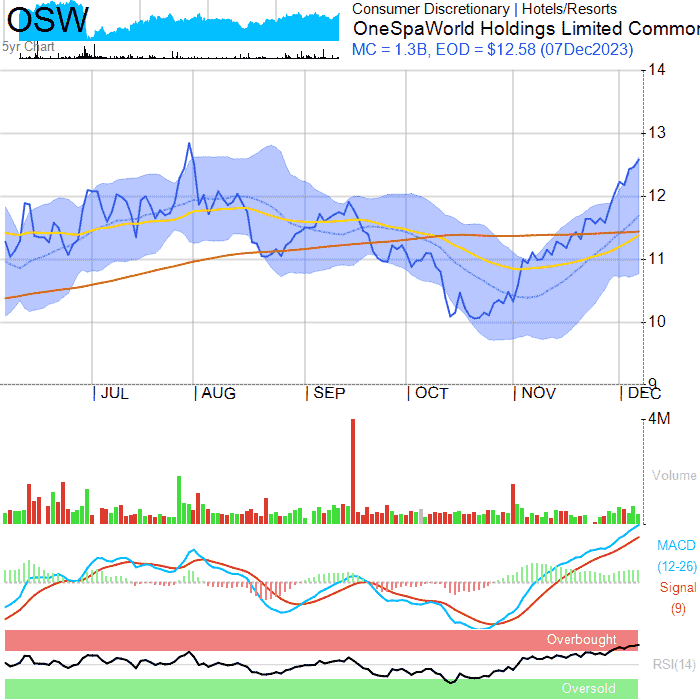 OSW
5yr Chart
Consumer Discretionary | Hotels/Resorts
OneSpaWorld Holdings Limited Common
MC = 1.3B, EOD = $12.58 (07Dec2023)
14
13
12
11
10
9
JUL
AUG
SEP
OCT
NOV
DEC
4M
Volume
MACD
(12-26)
Signal
(9)
Overbought
RSI(14)
Oversold